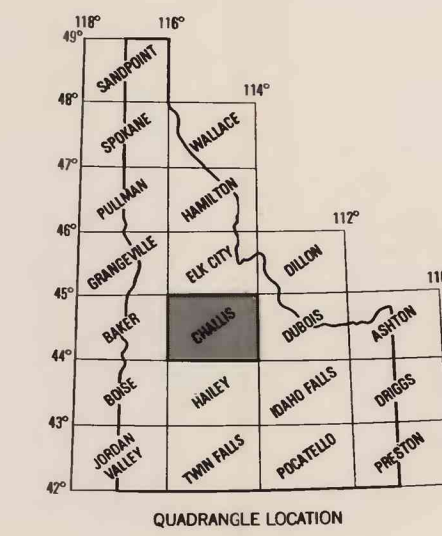 118° 116°
49°
SANDPOINT
48° 114°
SPOKANE WALLACE
47°
PULLMAN HAMILTON
46° 112°
GRANGEVILLE ELK CITY DILLON
45° 110
BAKER CHALLIS DUBOIS ASHTON
44°
BOISE HAILEY IDAHO FALLS DRIGGS
43°
JORDAN VALLEY TWIN FALLS POCATELLO PRESTON
42°
QUADRANGLE LOCATION